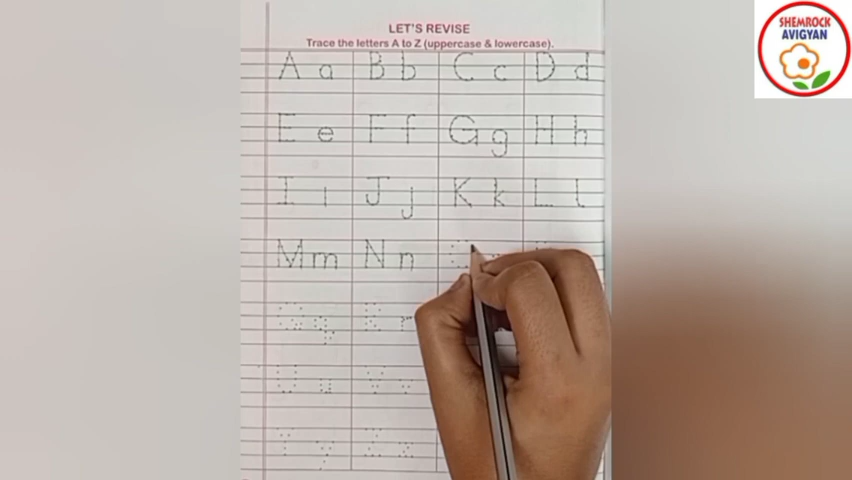 SHEMROCK
AVIGYAN
LET'S REVISE
Trace the letters A to Z (uppercase & lowercase).
A a B b C c D d
E e F f G g H h
I i J j K k L l
M m N n
Q q R r
U u V v
Y y Z z